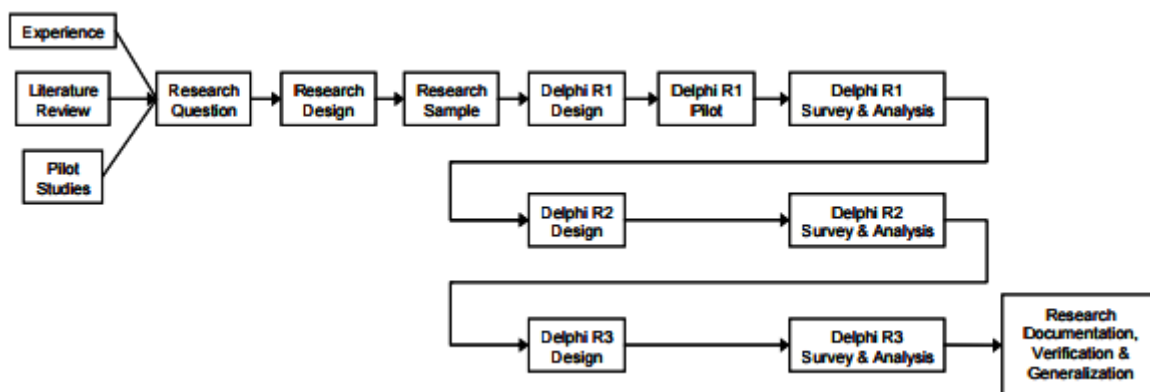 Experience
Literature
Review
Pilot
Studies
Research
Question
Research
Design
Research
Sample
Delphi R1
Design
Delphi R1
Pilot
Delphi R1
Survey & Analysis
Delphi R2
Design
Delphi R2
Survey & Analysis
Delphi R3
Design
Delphi R3
Survey & Analysis
Research
Documentation,
Verification &
Generalization